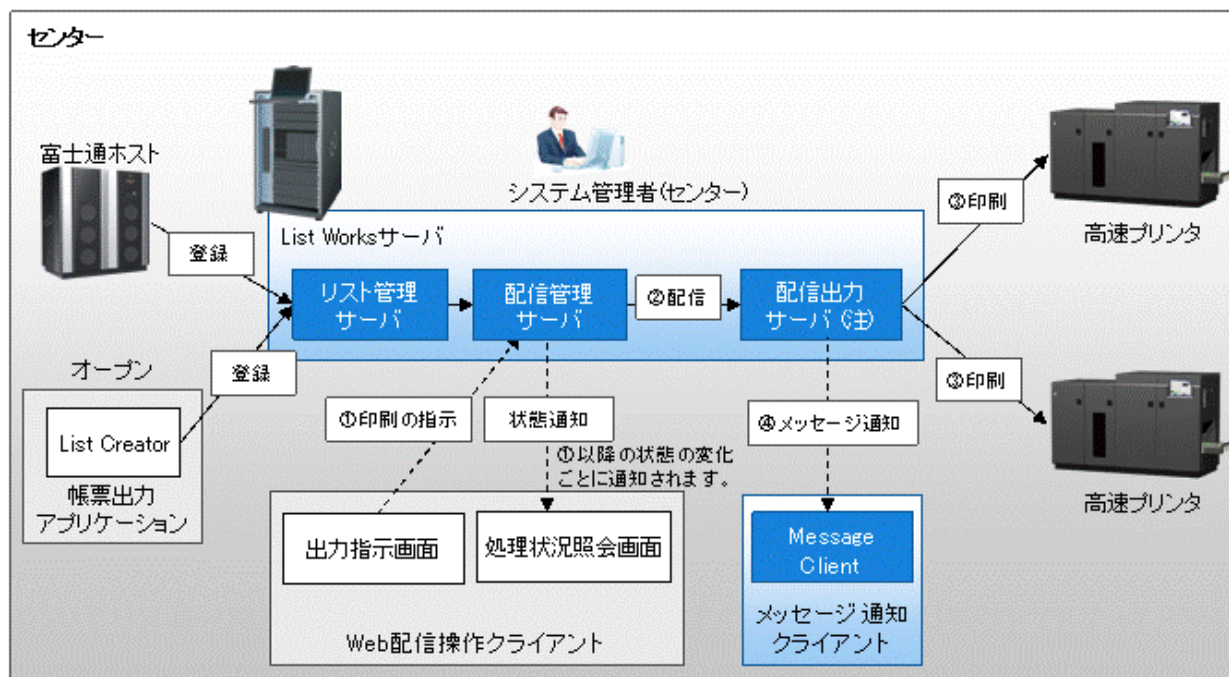 センター
富士通ホスト
システム管理者(センター)
③印刷
高速プリンタ
登録
List Worksサーバ
リスト管理
サーバ
配信管理
サーバ
②配信
配信出力
サーバ(注)
オープン
登録
③印刷
List Creator
帳票出力
アプリケーション
①印刷の指示
状態通知
④メッセージ通知
①以降の状態の変化
ごとに通知されます。
高速プリンタ
出力指示画面
処理状況照会画面
Web配信操作クライアント
Message
Client
メッセージ通知
クライアント